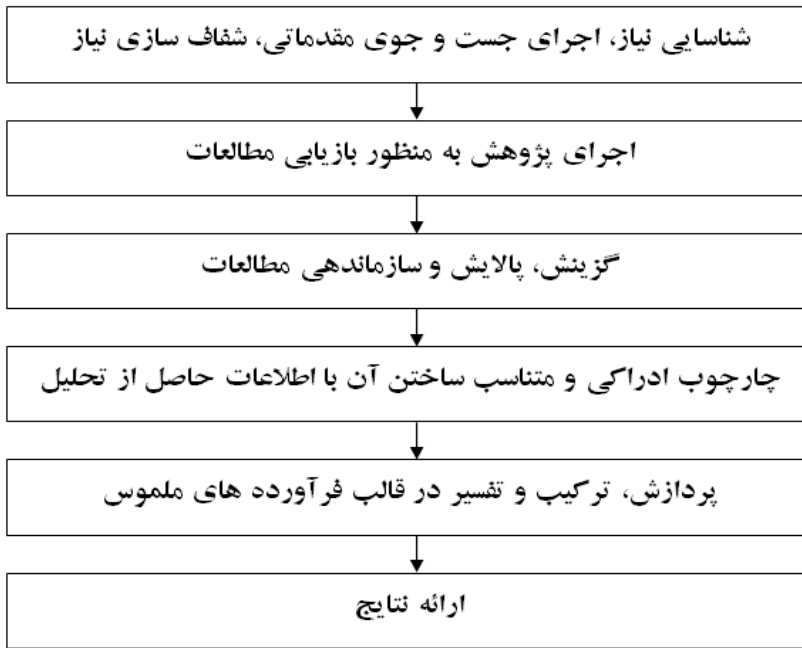 شناسایی نیاز، اجرای جست و جوی مقدماتی، شفاف سازی نیاز
اجرای پژوهش به منظور بازیابی مطالعات
گزینش، پالایش و سازماندهی مطالعات
چارچوب ادراکی و متناسب ساختن آن با اطلاعات حاصل از تحلیل
پردازش، ترکیب و تفسیر در قالب فرآورده های ملموس
ارائه نتایج